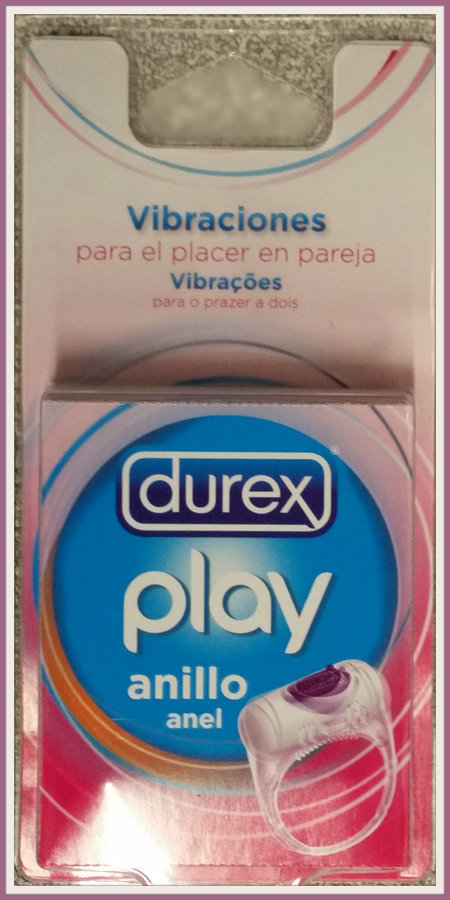 Vibraciones
para el placer en pareja
Vibrações
para o prazer a dois
durex®
play
anillo
anel